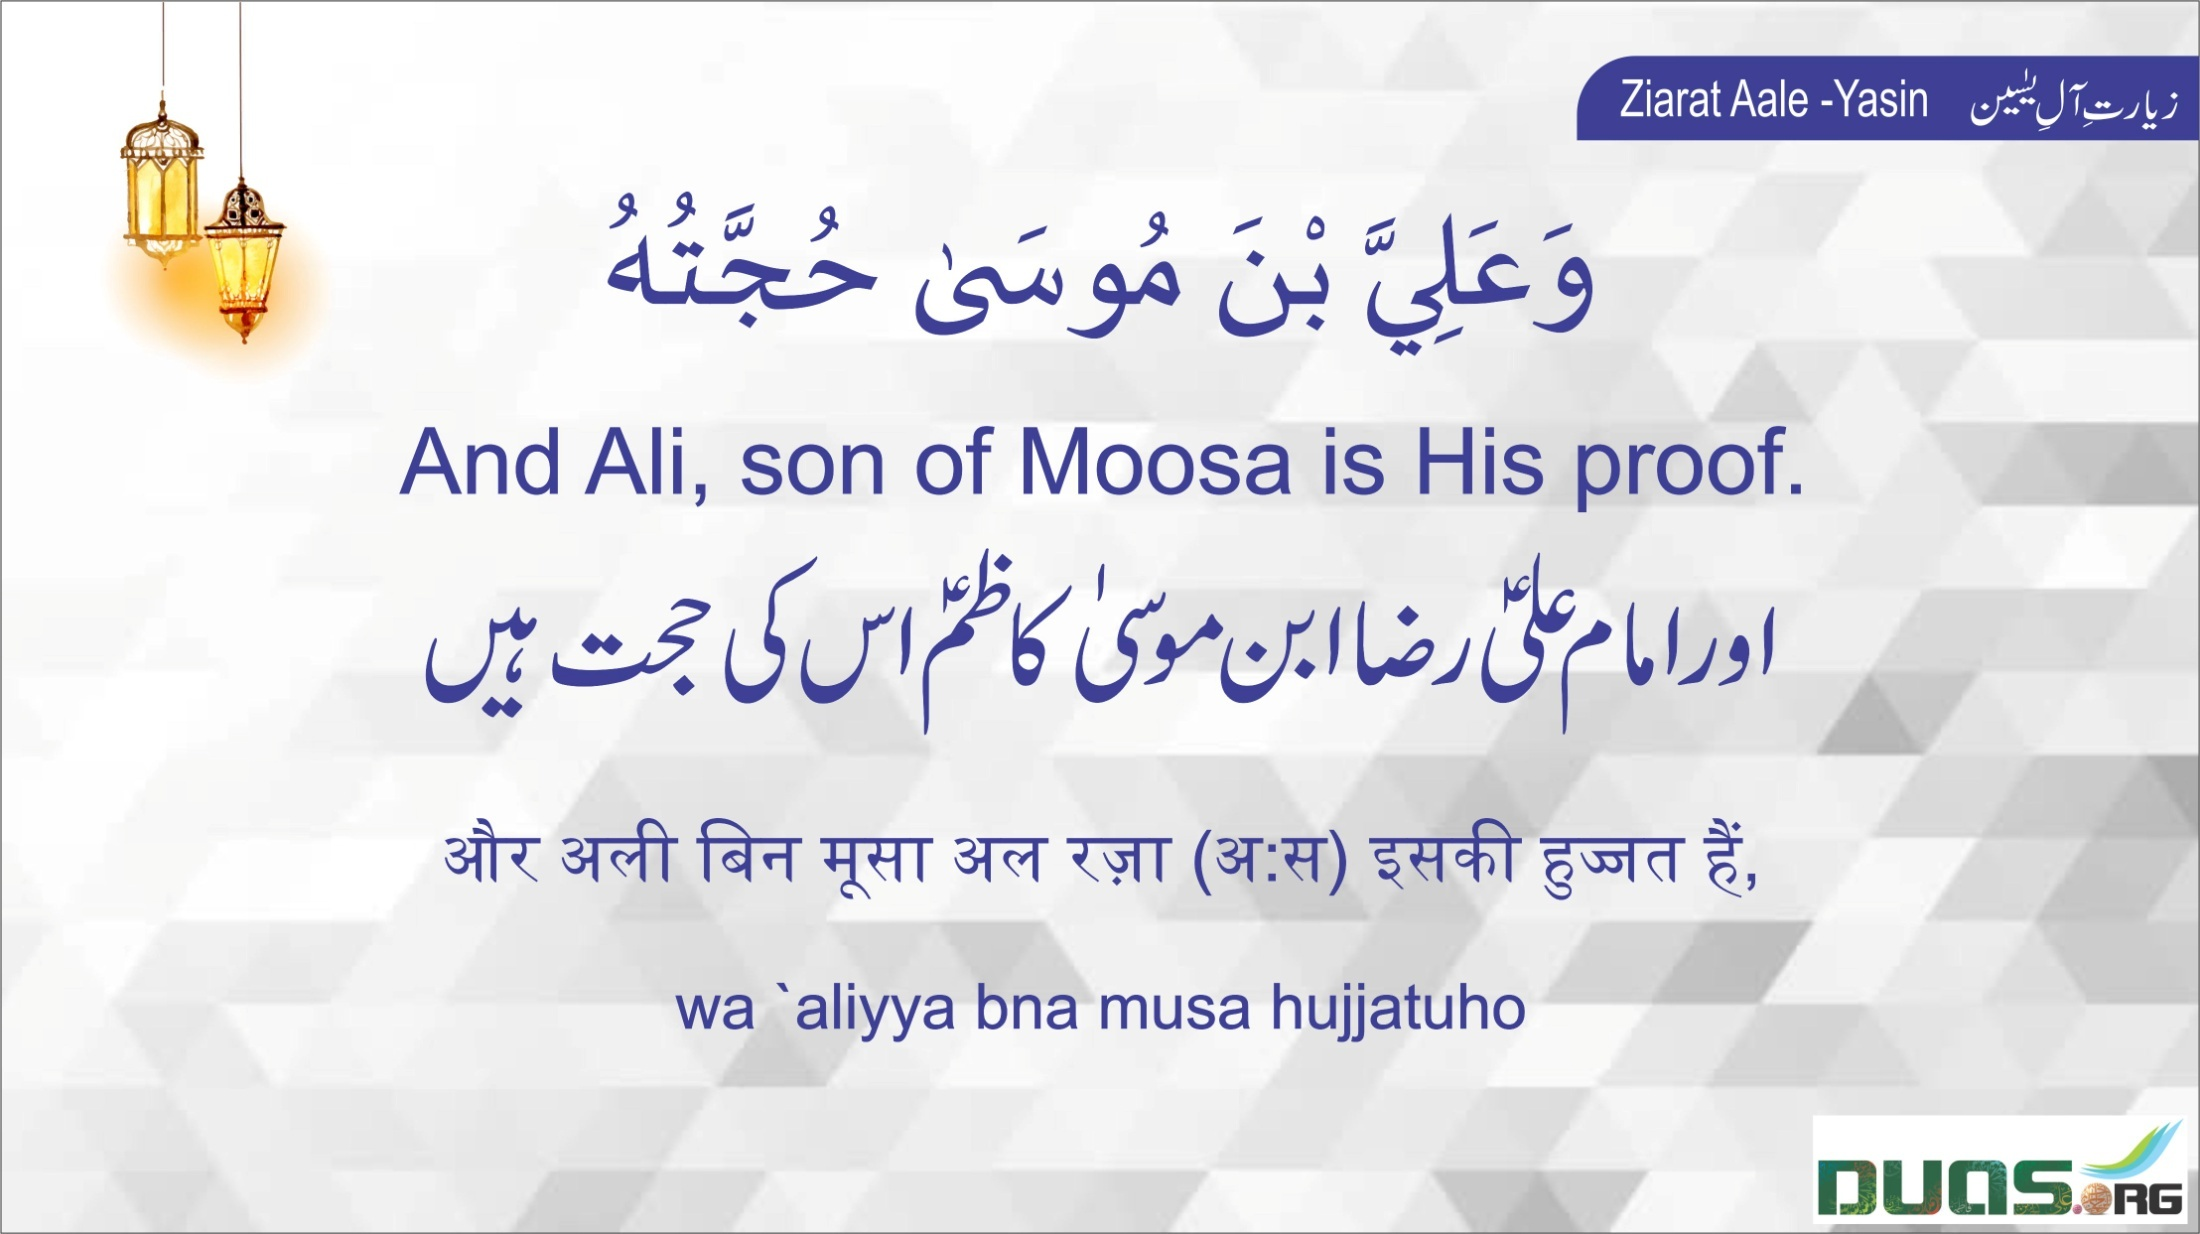 Ziarat Aale -Yasin زیارتِ آلِ یٰسین
وَعَلِيَّ بْنَ مُوسَىٰ حُجَّتُهُ
And Ali, son of Moosa is His proof.
اور امام علیؑ رضا ابن موسیٰ کاظمؑ اس کی حجت ہیں
और अली बिन मूसा अल रज़ा (अ:स) इसकी हुज्जत हैं,
wa `aliyya bna musa hujjatuho
DUAS.ORG